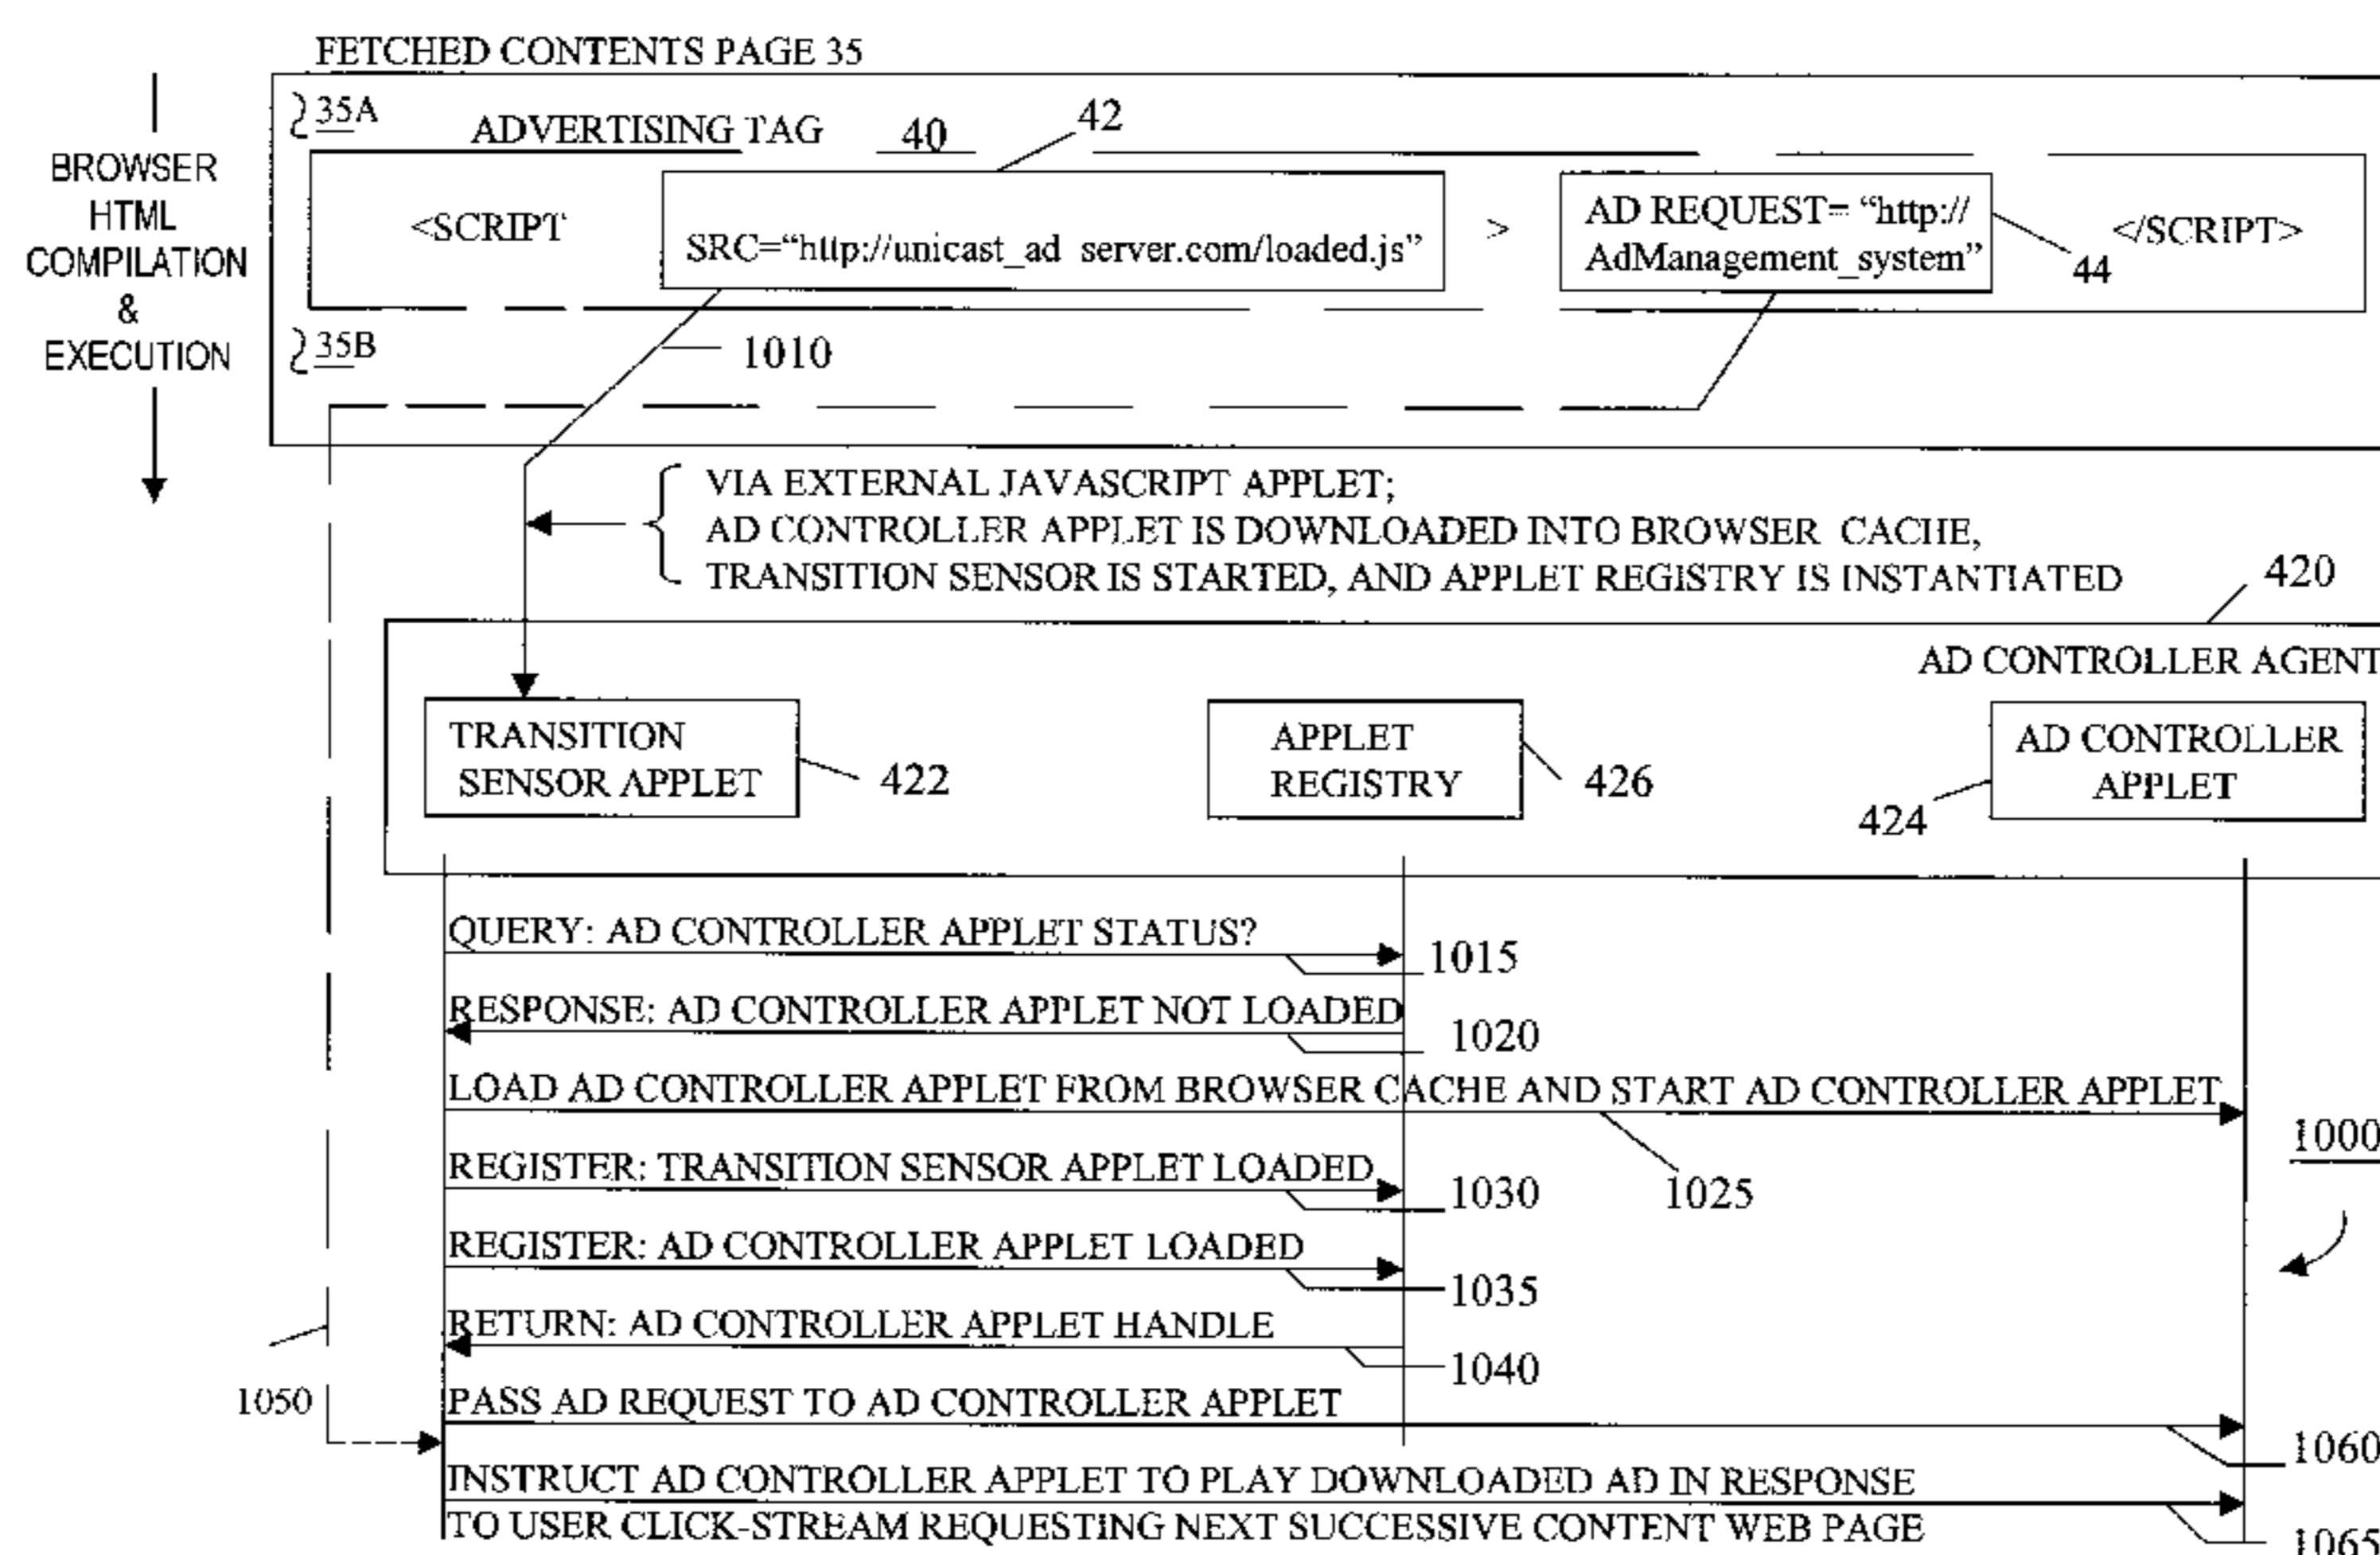 FETCHED CONTENTS PAGE 35
35A
ADVERTISING TAG 40
42
BROWSER
HTML
COMPILATION
&
EXECUTION
<SCRIPT
SRC="http://unicast_ad server.com/loaded.js"
>
AD REQUEST= "http://
AdManagement_system"
</SCRIPT>
44
35B
1010
VIA EXTERNAL JAVASCRIPT APPLET;
AD CONTROLLER APPLET IS DOWNLOADED INTO BROWSER CACHE,
TRANSITION SENSOR IS STARTED, AND APPLET REGISTRY IS INSTANTIATED
420
AD CONTROLLER AGENT
TRANSITION
SENSOR APPLET
422
APPLET
REGISTRY
426
AD CONTROLLER
APPLET
424
QUERY: AD CONTROLLER APPLET STATUS?
1015
RESPONSE: AD CONTROLLER APPLET NOT LOADED
1020
LOAD AD CONTROLLER APPLET FROM BROWSER CACHE AND START AD CONTROLLER APPLET
1025
1000
REGISTER: TRANSITION SENSOR APPLET LOADED
1030
REGISTER: AD CONTROLLER APPLET LOADED
1035
RETURN: AD CONTROLLER APPLET HANDLE
1040
1050
PASS AD REQUEST TO AD CONTROLLER APPLET
1060
INSTRUCT AD CONTROLLER APPLET TO PLAY DOWNLOADED AD IN RESPONSE
TO USER CLICK-STREAM REQUESTING NEXT SUCCESSIVE CONTENT WEB PAGE
1065